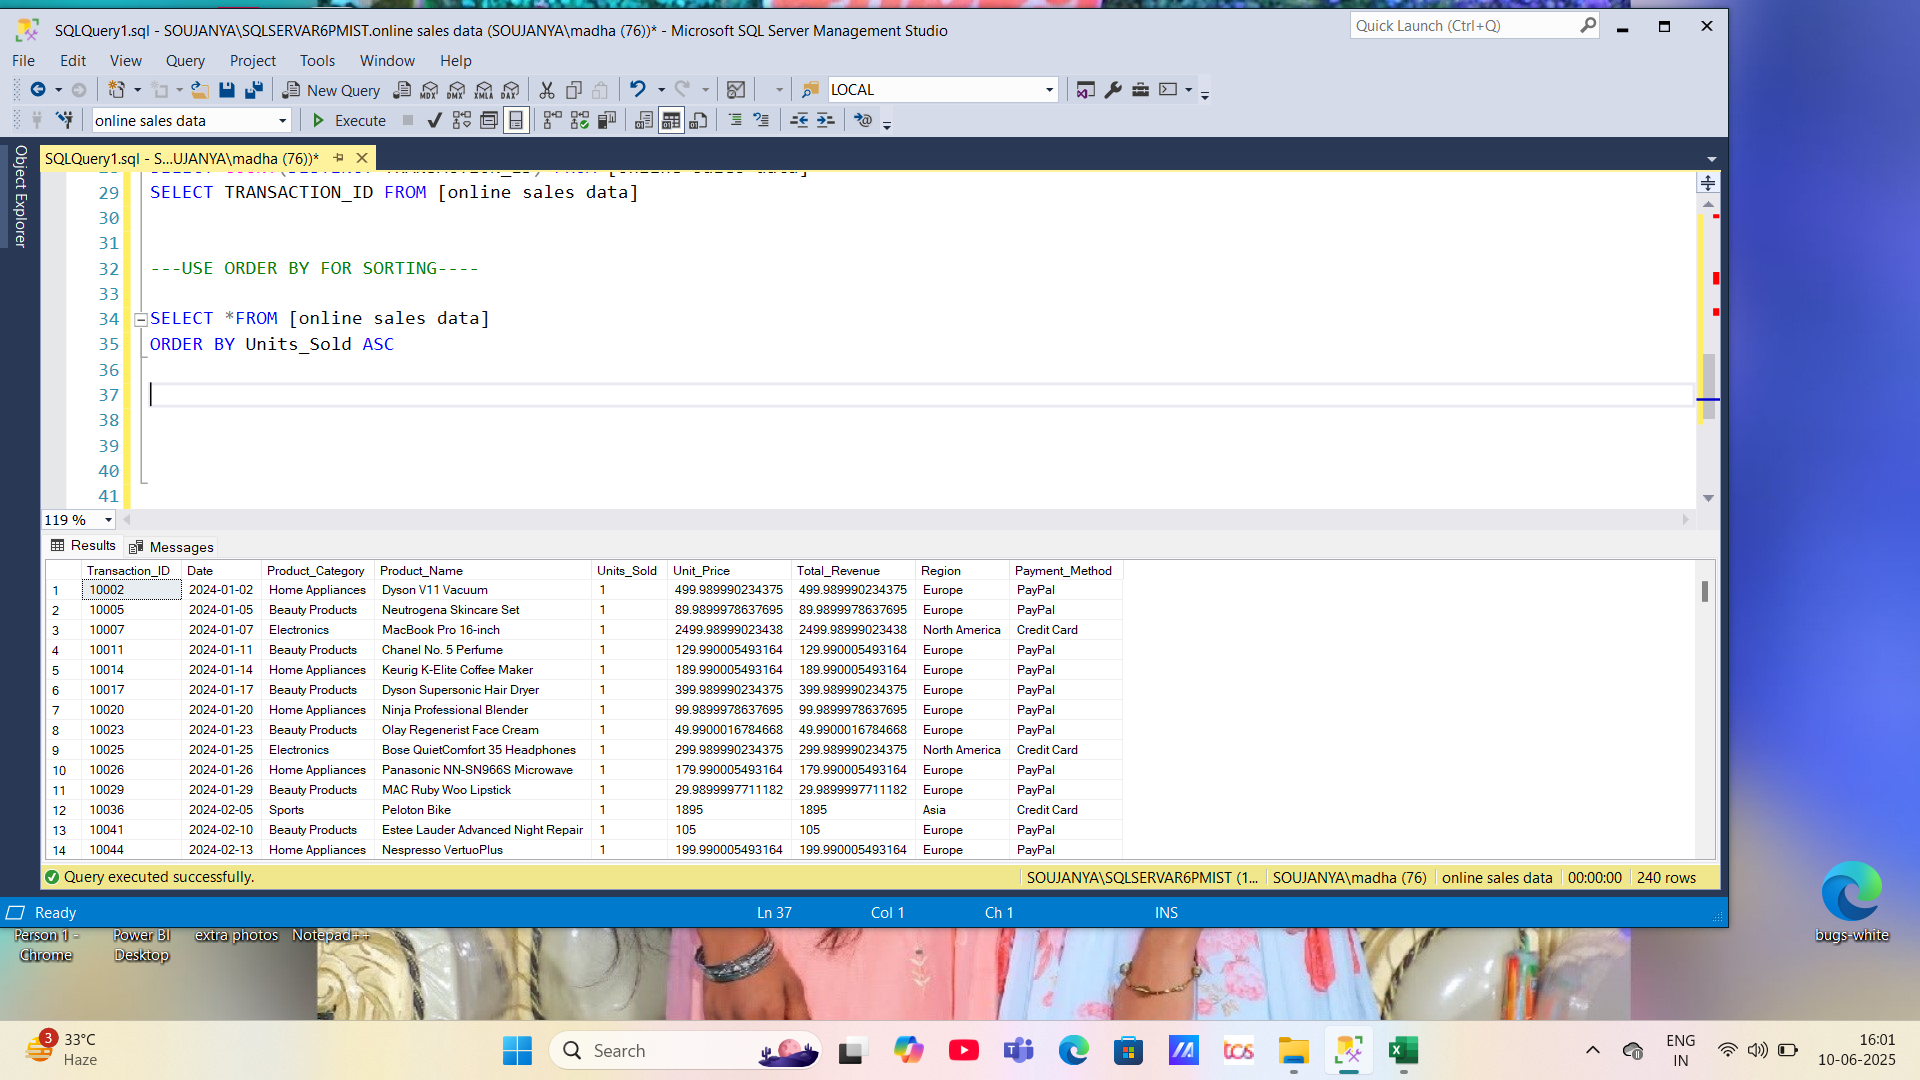 SQLQuery1.sql - SOUJANYA\SQLSERVAR6PMIST.online sales data (SOUJANYA\madha (76))* - Microsoft SQL Server Management Studio
Quick Launch (Ctrl+Q)
File Edit View Query Project Tools Window Help
New Query
MDX DMX XMLA DAX
LOCAL
online sales data
Execute
Object Explorer
SQLQuery1.sql - S...UJANYA\madha (76))*
29 SELECT TRANSACTION_ID FROM [online sales data]
30
31
32 ---USE ORDER BY FOR SORTING----
33
34 SELECT *FROM [online sales data]
35 ORDER BY Units_Sold ASC
36
37
38
39
40
41
119 %
Results Messages
Transaction_ID Date Product_Category Product_Name Units_Sold Unit_Price Total_Revenue Region Payment_Method
1 10002 2024-01-02 Home Appliances Dyson V11 Vacuum 1 499.989990234375 499.989990234375 Europe PayPal
2 10005 2024-01-05 Beauty Products Neutrogena Skincare Set 1 89.9899978637695 89.9899978637695 Europe PayPal
3 10007 2024-01-07 Electronics MacBook Pro 16-inch 1 2499.98999023438 2499.98999023438 North America Credit Card
4 10011 2024-01-11 Beauty Products Chanel No. 5 Perfume 1 129.990005493164 129.990005493164 Europe PayPal
5 10014 2024-01-14 Home Appliances Keurig K-Elite Coffee Maker 1 189.990005493164 189.990005493164 Europe PayPal
6 10017 2024-01-17 Beauty Products Dyson Supersonic Hair Dryer 1 399.989990234375 399.989990234375 Europe PayPal
7 10020 2024-01-20 Home Appliances Ninja Professional Blender 1 99.9899978637695 99.9899978637695 Europe PayPal
8 10023 2024-01-23 Beauty Products Olay Regenerist Face Cream 1 49.9900016784668 49.9900016784668 Europe PayPal
9 10025 2024-01-25 Electronics Bose QuietComfort 35 Headphones 1 299.989990234375 299.989990234375 North America Credit Card
10 10026 2024-01-26 Home Appliances Panasonic NN-SN966S Microwave 1 179.990005493164 179.990005493164 Europe PayPal
11 10029 2024-01-29 Beauty Products MAC Ruby Woo Lipstick 1 29.9899997711182 29.9899997711182 Europe PayPal
12 10036 2024-02-05 Sports Peloton Bike 1 1895 1895 Asia Credit Card
13 10041 2024-02-10 Beauty Products Estee Lauder Advanced Night Repair 1 105 105 Europe PayPal
14 10044 2024-02-13 Home Appliances Nespresso VertuoPlus 1 199.990005493164 199.990005493164 Europe PayPal
Query executed successfully. SOUJANYA\SQLSERVAR6PMIST (1... SOUJANYA\madha (76) online sales data 00:00:00 240 rows
Ready Ln 37 Col 1 Ch 1 INS
Person 1 - Chrome
Power BI Desktop
extra photos
Notepad++
bugs-white
3 33°C
Haze
Search
tcs
ENG
IN
16:01
10-06-2025